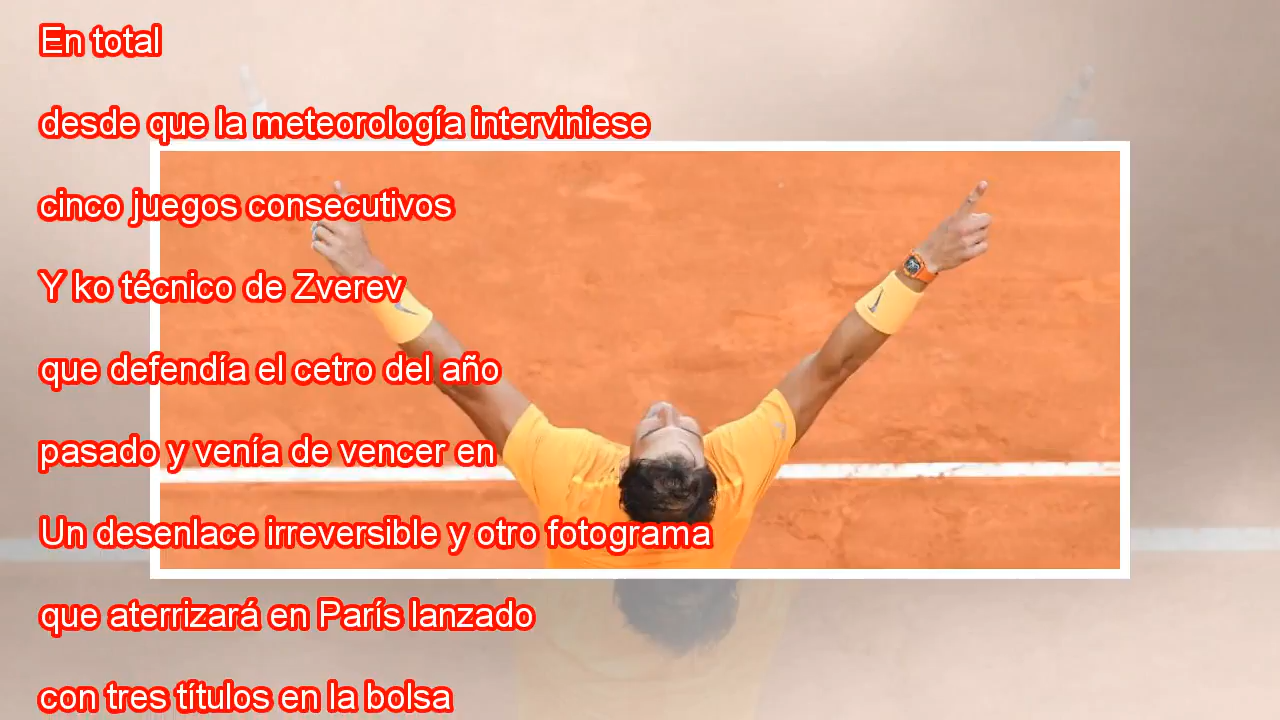 En total
desde que la meteorología interviniese
cinco juegos consecutivos
Y ko técnico de Zverev
que defendía el cetro del año
pasado y venía de vencer en
Un desenlace irreversible y otro fotograma
que aterrizará en París lanzado
con tres títulos en la bolsa